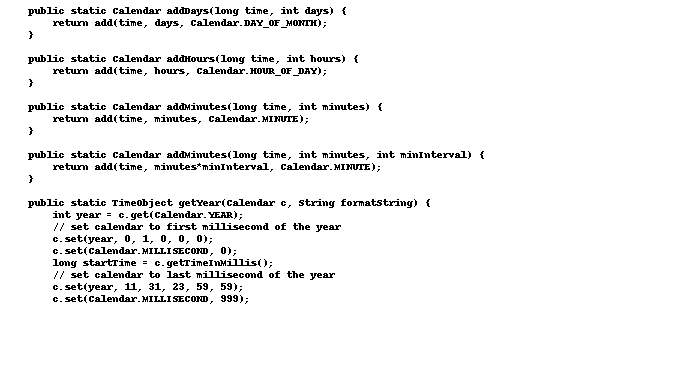 public static Calendar addDays(long time, int days) {
return add(time, days, Calendar.DAY_OF_MONTH);
}
public static Calendar addHours(long time, int hours) {
return add(time, hours, Calendar.HOUR_OF_DAY);
}
public static Calendar addMinutes(long time, int minutes) {
return add(time, minutes, Calendar.MINUTE);
}
public static Calendar addMinutes(long time, int minutes, int minInterval) {
return add(time, minutes*minInterval, Calendar.MINUTE);
}
public static TimeObject getYear(Calendar c, String formatString) {
int year = c.get(Calendar.YEAR);
// set calendar to first millisecond of the year
c.set(year, 0, 1, 0, 0, 0);
c.set(Calendar.MILLISECOND, 0);
long startTime = c.getTimeInMillis();
// set calendar to last millisecond of the year
c.set(year, 11, 31, 23, 59, 59);
c.set(Calendar.MILLISECOND, 999);